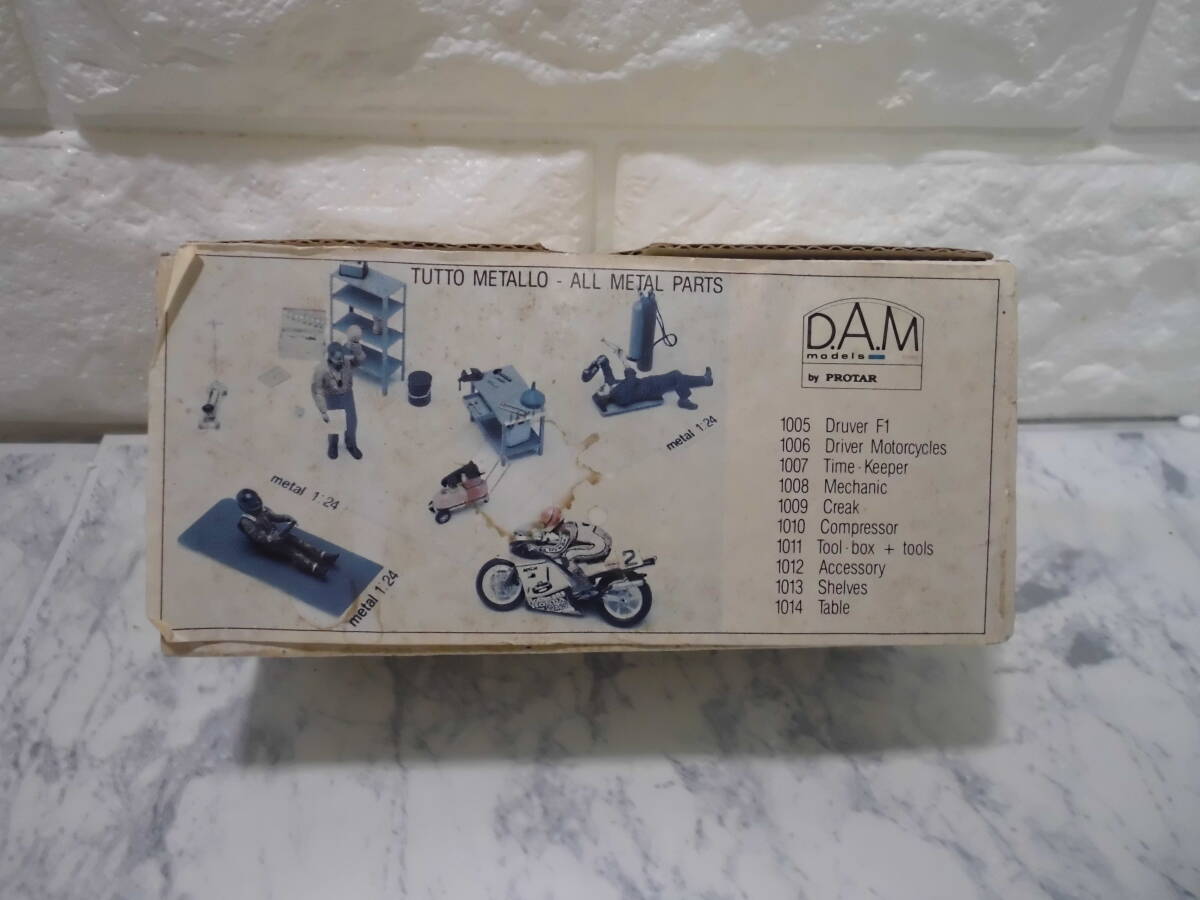 TUTTO METALLO - ALL METAL PARTS
metal 1:24
metal 1:24
metal 1:24
2
D.A.M
models
by PROTAR
1005 Druver F1
1006 Driver Motorcycles
1007 Time-Keeper
1008 Mechanic
1009 Creak
1010 Compressor
1011 Tool-box + tools
1012 Accessory
1013 Shelves
1014 Table